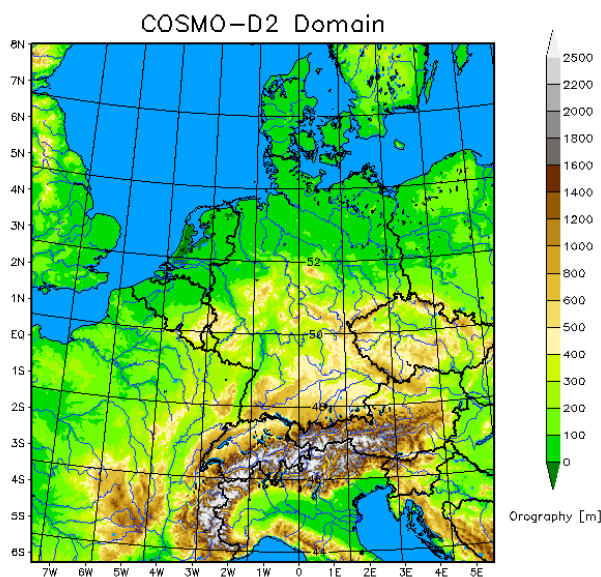 COSMO-D2 Domain
8N
7N
6N
5N
4N
3N
2N
1N
EQ
1S
2S
3S
4S
5S
6S
7W
6W
5W
4W
3W
2W
1W
0
1E
2E
3E
4E
5E
52
50
44
2500
2200
2000
1800
1600
1400
1200
1000
800
600
500
400
300
200
100
0
Orography [m]